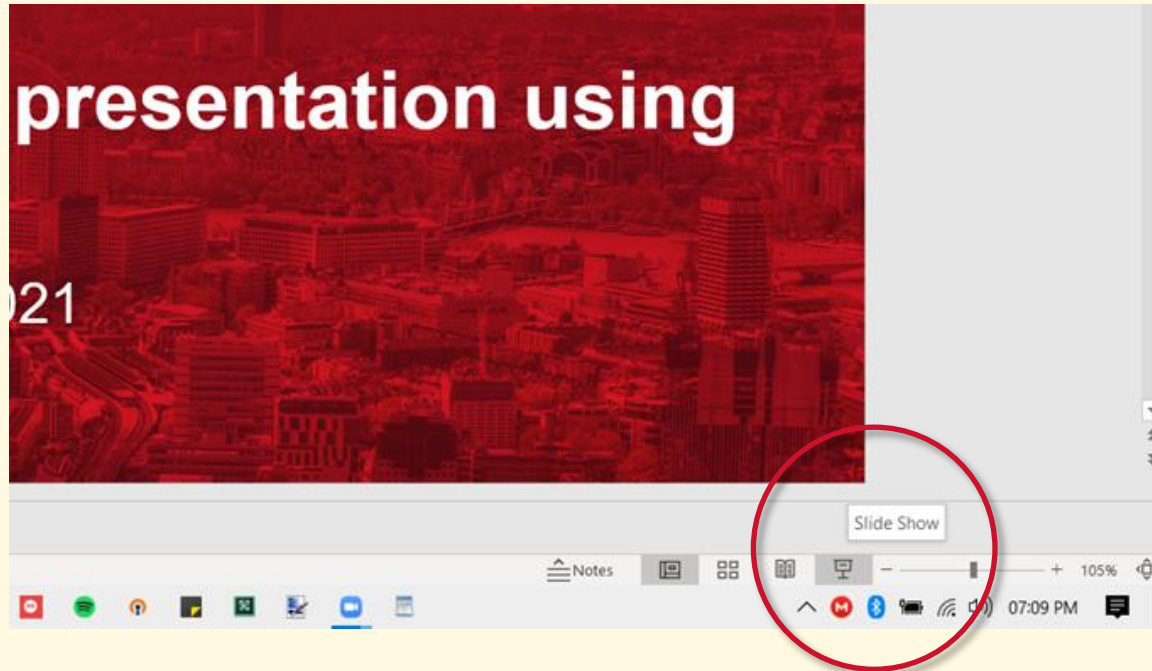 presentation using
021
Slide Show
Notes
105%
07:09 PM